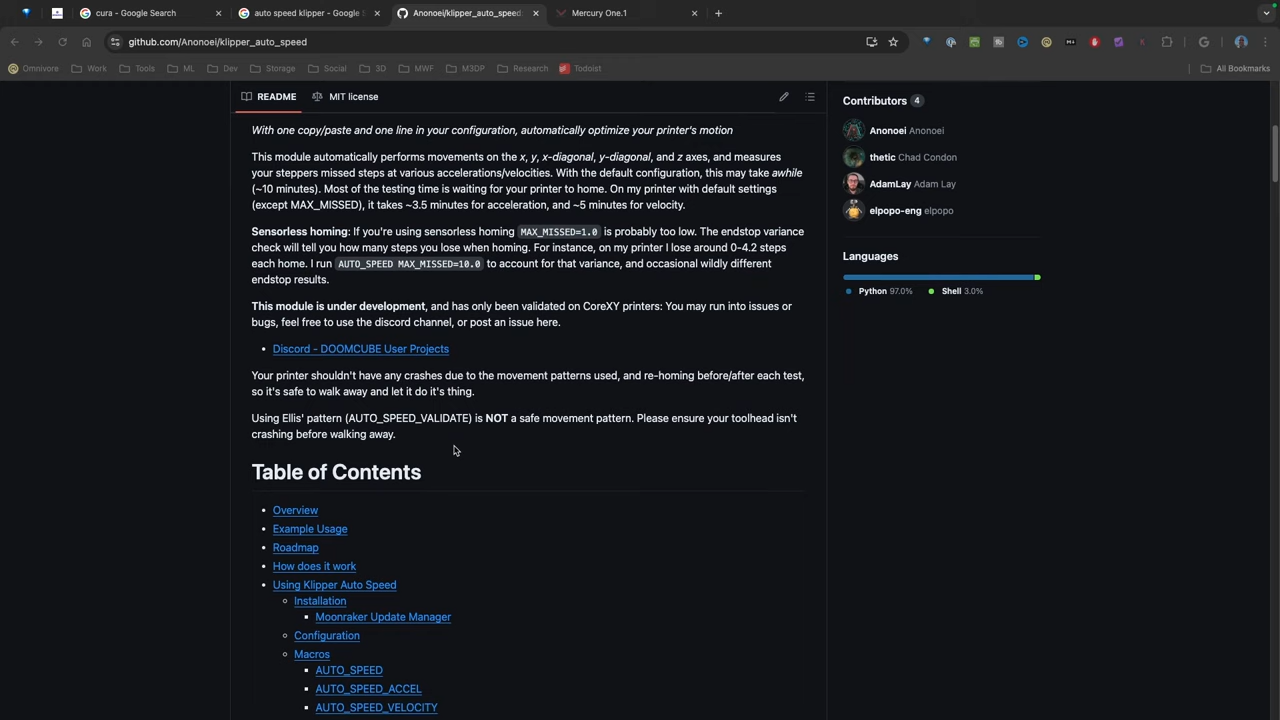 cura - Google Search
auto speed klipper - Google S
Anonoei/klipper_auto_speed:
Mercury One.1
github.com/Anonoei/klipper_auto_speed
Omnivore
Work
Tools
ML
Dev
Storage
Social
3D
MWF
M3DP
Research
Todoist
All Bookmarks
README
MIT license
With one copy/paste and one line in your configuration, automatically optimize your printer's motion
This module automatically performs movements on the x, y, x-diagonal, y-diagonal, and z axes, and measures
your steppers missed steps at various accelerations/velocities. With the default configuration, this may take awhile
(~10 minutes). Most of the testing time is waiting for your printer to home. On my printer with default settings
(except MAX_MISSED), it takes ~3.5 minutes for acceleration, and ~5 minutes for velocity.
Sensorless homing: If you're using sensorless homing MAX_MISSED=1.0 is probably too low. The endstop variance
check will tell you how many steps you lose when homing. For instance, on my printer I lose around 0-4.2 steps
each home. I run AUTO_SPEED MAX_MISSED=10.0 to account for that variance, and occasional wildly different
endstop results.
This module is under development, and has only been validated on CoreXY printers: You may run into issues or
bugs, feel free to use the discord channel, or post an issue here.
Discord - DOOMCUBE User Projects
Your printer shouldn't have any crashes due to the movement patterns used, and re-homing before/after each test,
so it's safe to walk away and let it do it's thing.
Using Ellis' pattern (AUTO_SPEED_VALIDATE) is NOT a safe movement pattern. Please ensure your toolhead isn't
crashing before walking away.
Table of Contents
Overview
Example Usage
Roadmap
How does it work
Using Klipper Auto Speed
Installation
Moonraker Update Manager
Configuration
Macros
AUTO_SPEED
AUTO_SPEED_ACCEL
AUTO_SPEED_VELOCITY
Contributors 4
Anonoei Anonoei
thetic Chad Condon
AdamLay Adam Lay
elpopo-eng elpopo
Languages
Python 97.0%
Shell 3.0%